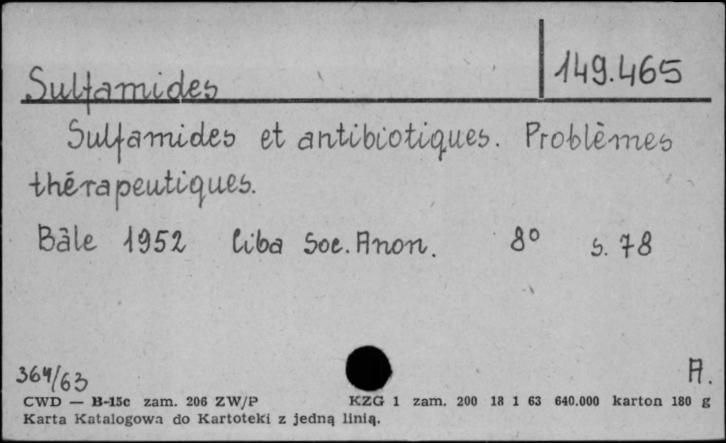 Sulfamides
149.465
Sulfamides et antibiotiques. Problèmes
thérapeutiques.
Bâle 1952 Ciba Soc. Anon. 8° s. 78
364/63
A.
CWD — B-15c zam. 206 ZW/P KZG 1 zam. 200 18 1 63 640.000 karton 180 g
Karta Katalogowa do Kartoteki z jedną linią.